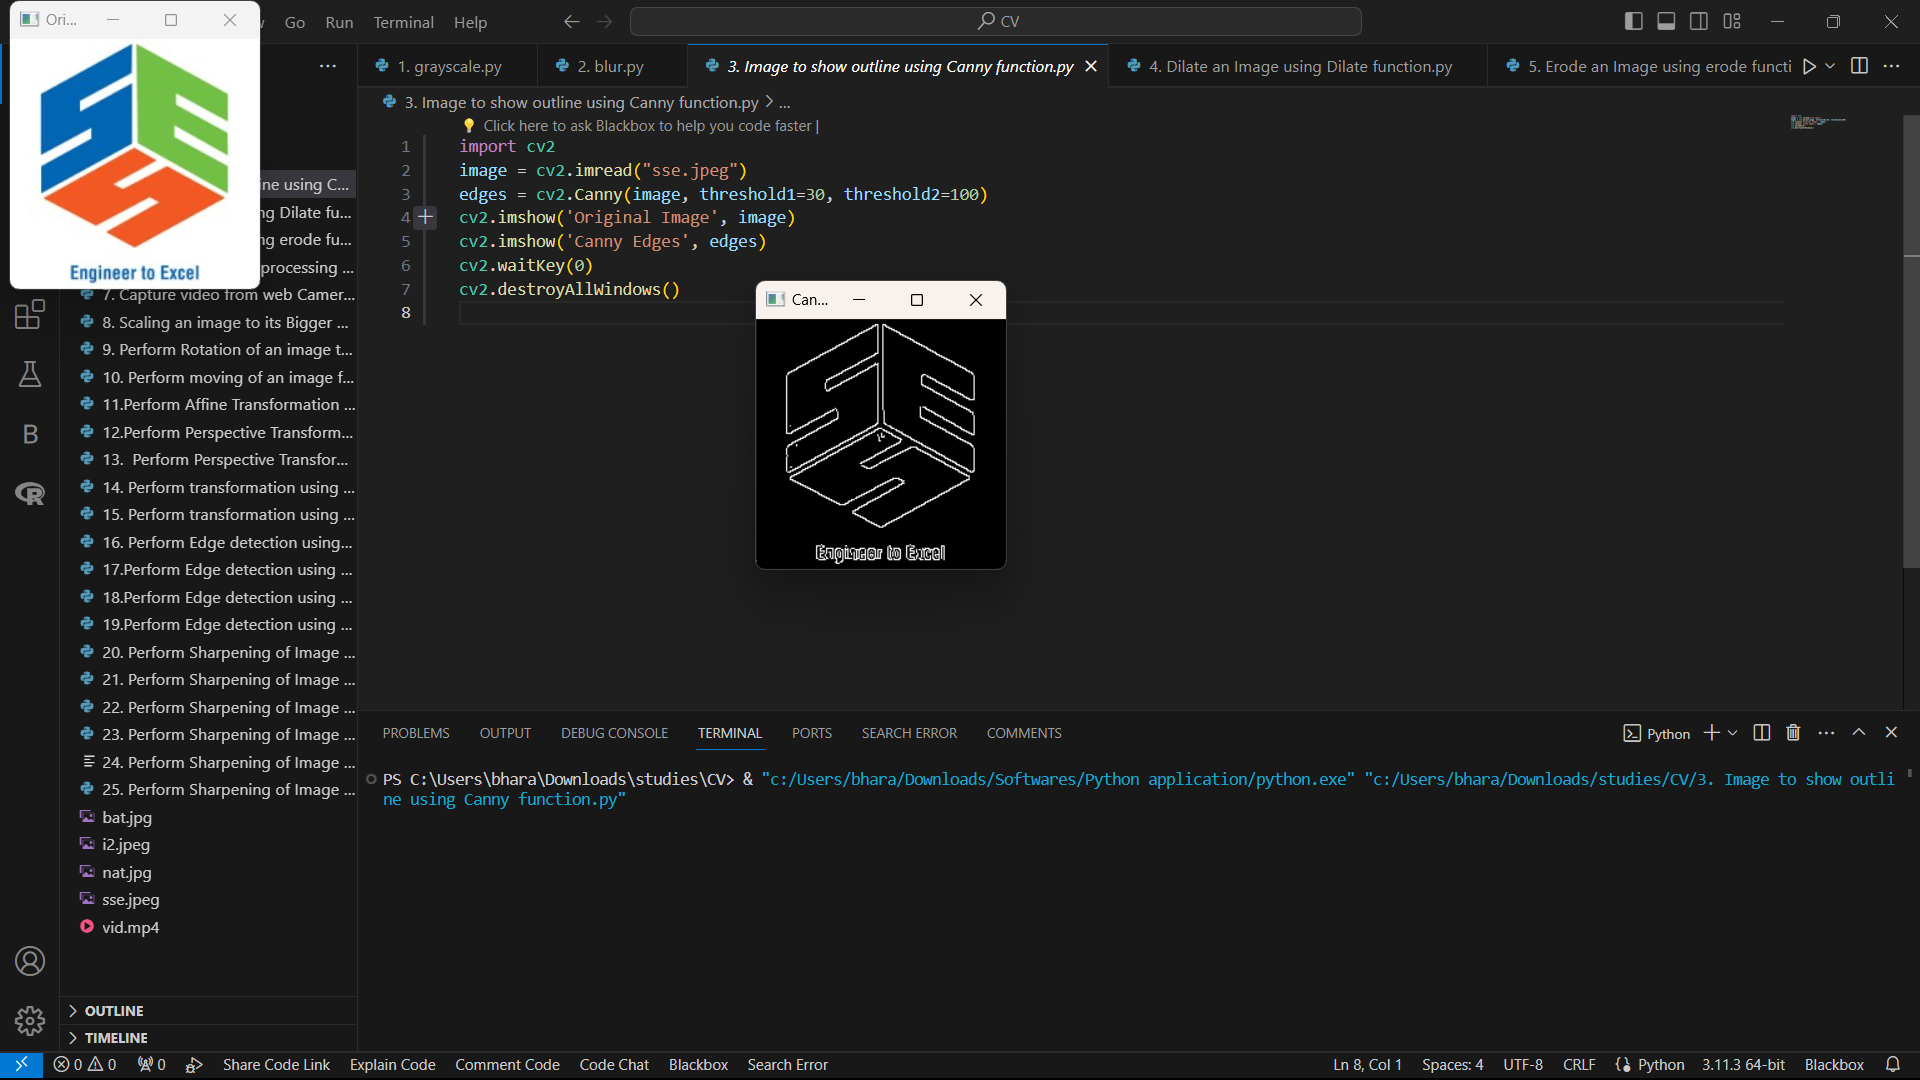 Ori...
Go Run Terminal Help
CV
Engineer to Excel
1. grayscale.py
2. blur.py
3. Image to show outline using Canny function.py
4. Dilate an Image using Dilate function.py
5. Erode an Image using erode functi
3. Image to show outline using Canny function.py > ...
Click here to ask Blackbox to help you code faster |
1 import cv2
2 image = cv2.imread("sse.jpeg")
3 edges = cv2.Canny(image, threshold1=30, threshold2=100)
4 cv2.imshow('Original Image', image)
5 cv2.imshow('Canny Edges', edges)
6 cv2.waitKey(0)
7 cv2.destroyAllWindows()
8
Can...
Engineer to Excel
ine using C...
ng Dilate fu...
ng erode fu...
processing ...
7. Capture video from web Camer...
8. Scaling an image to its Bigger ...
9. Perform Rotation of an image t...
10. Perform moving of an image f...
11.Perform Affine Transformation ...
12.Perform Perspective Transform...
13. Perform Perspective Transfor...
14. Perform transformation using ...
15. Perform transformation using ...
16. Perform Edge detection using...
17.Perform Edge detection using ...
18.Perform Edge detection using ...
19.Perform Edge detection using ...
20. Perform Sharpening of Image ...
21. Perform Sharpening of Image ...
22. Perform Sharpening of Image ...
23. Perform Sharpening of Image ...
24. Perform Sharpening of Image ...
25. Perform Sharpening of Image ...
bat.jpg
i2.jpeg
nat.jpg
sse.jpeg
vid.mp4
OUTLINE
TIMELINE
PROBLEMS OUTPUT DEBUG CONSOLE TERMINAL PORTS SEARCH ERROR COMMENTS
Python
PS C:\Users\bhara\Downloads\studies\CV> & "c:/Users/bhara/Downloads/Softwares/Python application/python.exe" "c:/Users/bhara/Downloads/studies/CV/3. Image to show outli
ne using Canny function.py"
0 0 0 Share Code Link Explain Code Comment Code Code Chat Blackbox Search Error
Ln 8, Col 1 Spaces: 4 UTF-8 CRLF Python 3.11.3 64-bit Blackbox